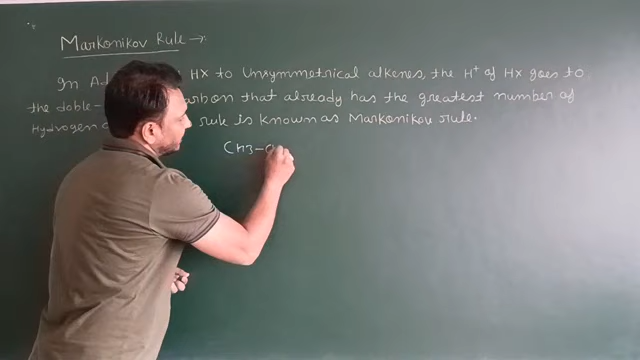 Markonikov Rule →:
In Ad HX to Unsymmetrical alkenes, the H+ of HX goes to
the doble- arbon that already has the greatest number of
Hydrogen rule is known as Markonikov rule.
CH3-